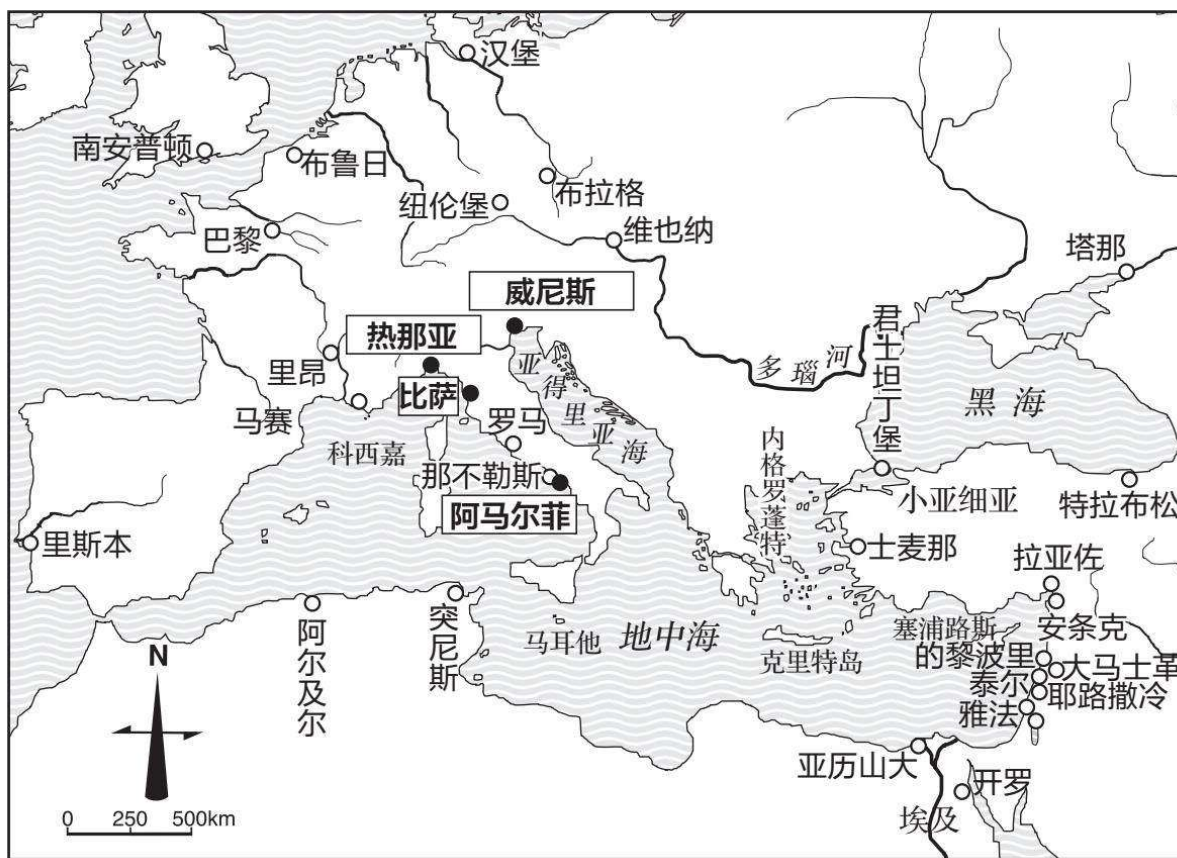 汉堡
南安普顿
布鲁日
布拉格
纽伦堡
巴黎
维也纳
塔那
威尼斯
热那亚
君士坦丁堡
里昂
多瑙河
比萨
亚得里亚海
黑海
马赛
罗马
科西嘉
内格罗蓬特
那不勒斯
小亚细亚
特拉布松
阿马尔菲
里斯本
士麦那
拉亚佐
阿尔及尔
突尼斯
马耳他
地中海
克里特岛
塞浦路斯
安条克
的黎波里
大马士革
泰尔
耶路撒冷
雅法
N
亚历山大
开罗
埃及
0 250 500km